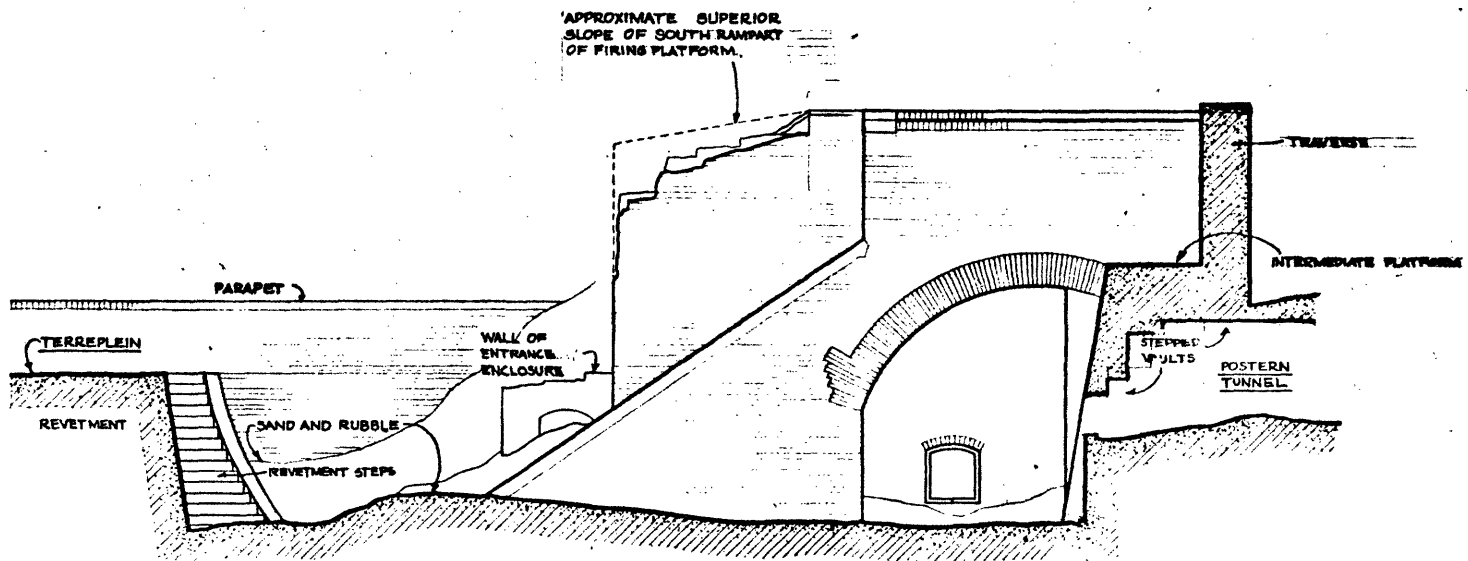 APPROXIMATE SUPERIOR
SLOPE OF SOUTH RAMPART
OF FIRING PLATFORM.
TRAVERSE
INTERMEDIATE PLATFORM
PARAPET
TERREPLEIN
WALL OF
ENTRANCE
ENCLOSURE
STEPPED
VAULTS
POSTERN
TUNNEL
REVETMENT
SAND AND RUBBLE
REVETMENT STEPS